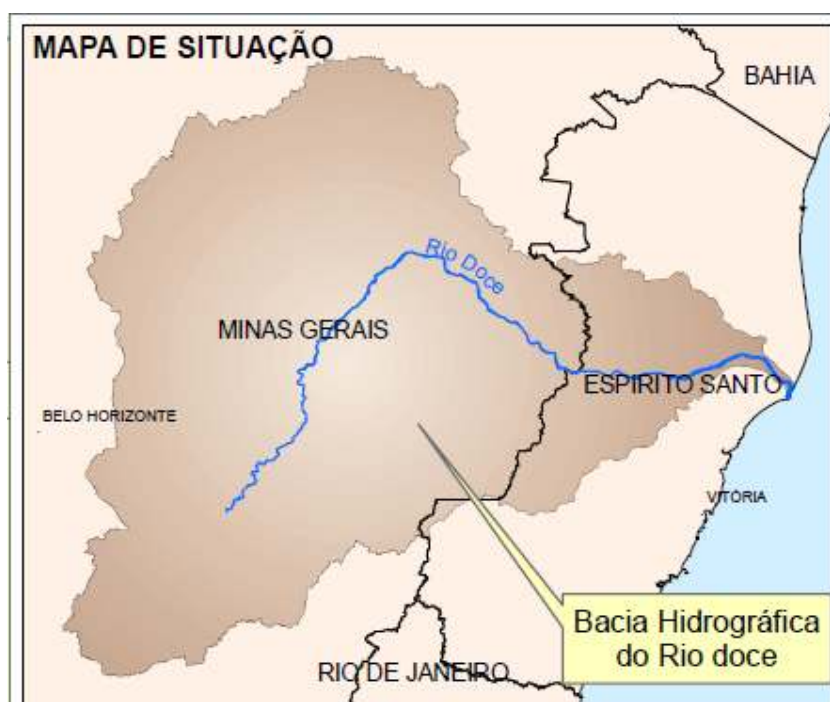 MAPA DE SITUAÇÃO
BAHIA
Rio Doce
MINAS GERAIS
ESPIRITO SANTO
BELO HORIZONTE
VITÓRIA
Bacia Hidrográfica
do Rio doce
RIO DE JANEIRO